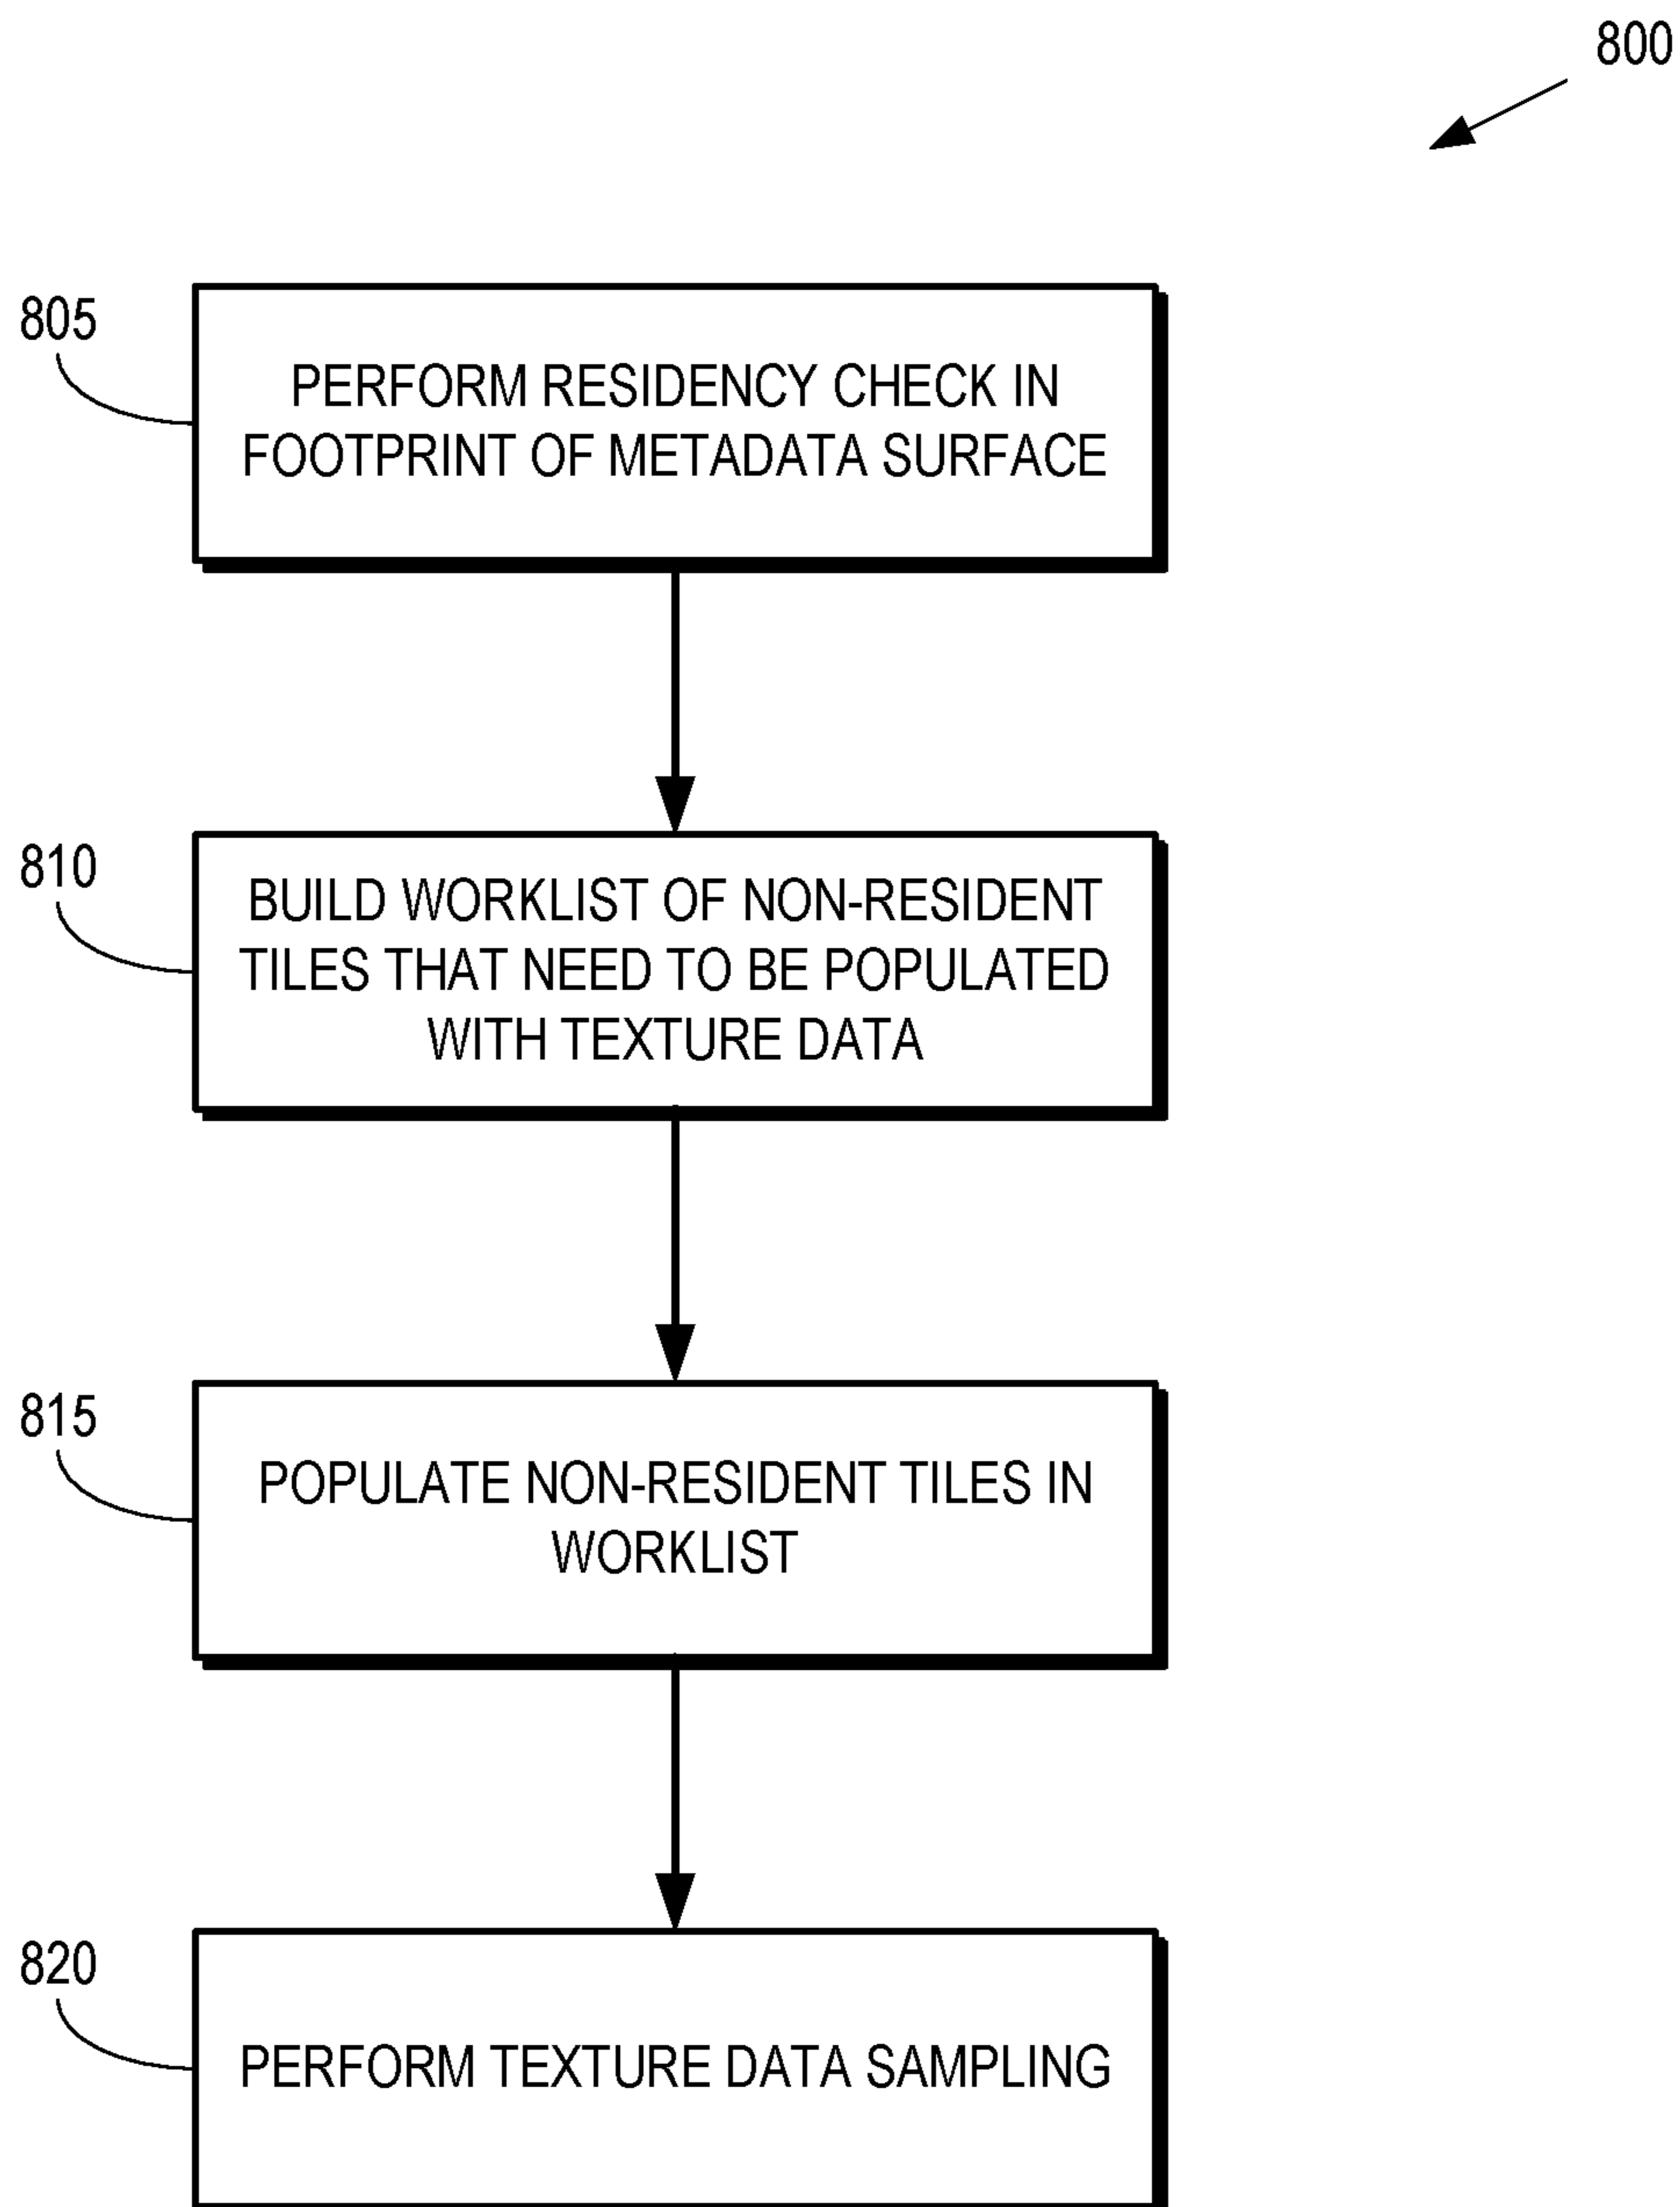 800
805
PERFORM RESIDENCY CHECK IN
FOOTPRINT OF METADATA SURFACE
810
BUILD WORKLIST OF NON-RESIDENT
TILES THAT NEED TO BE POPULATED
WITH TEXTURE DATA
815
POPULATE NON-RESIDENT TILES IN
WORKLIST
820
PERFORM TEXTURE DATA SAMPLING